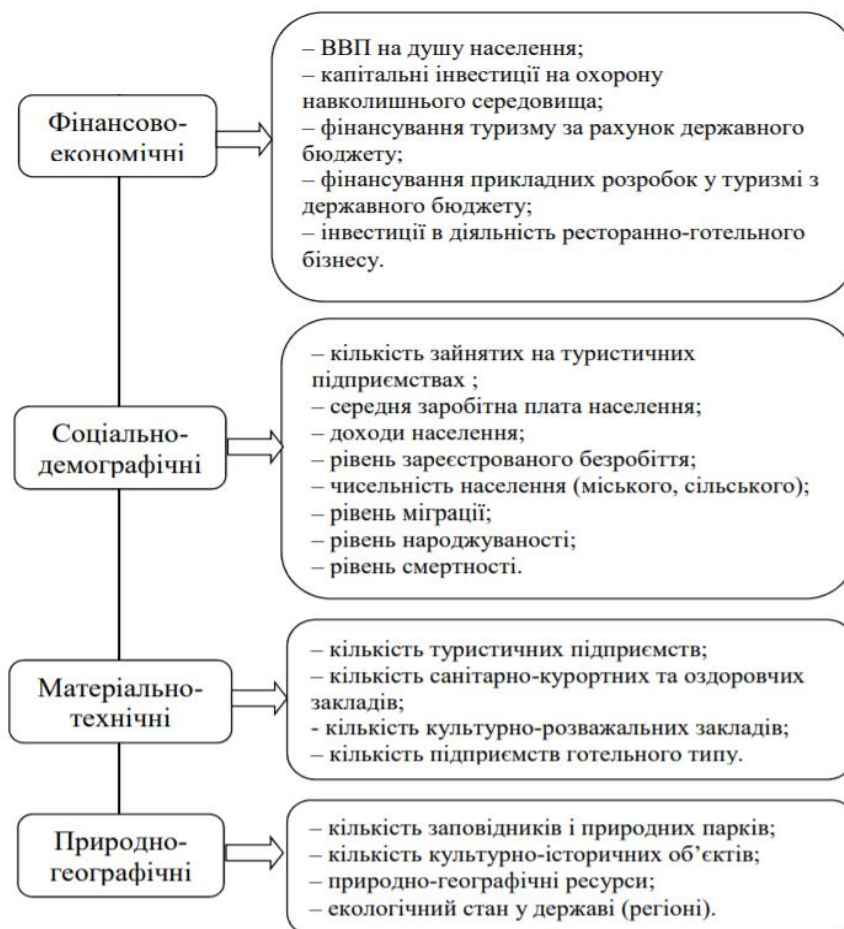 Фінансово-
економічні
– ВВП на душу населення;
– капітальні інвестиції на охорону
навколишнього середовища;
– фінансування туризму за рахунок державного
бюджету;
– фінансування прикладних розробок у туризмі з
державного бюджету;
– інвестиції в діяльність ресторанно-готельного
бізнесу.
Соціально-
демографічні
– кількість зайнятих на туристичних
підприємствах ;
– середня заробітна плата населення;
– доходи населення;
– рівень зареєстрованого безробіття;
– чисельність населення (міського, сільського);
– рівень міграції;
– рівень народжуваності;
– рівень смертності.
Матеріально-
технічні
– кількість туристичних підприємств;
– кількість санітарно-курортних та оздоровчих
закладів;
- кількість культурно-розважальних закладів;
– кількість підприємств готельного типу.
Природно-
географічні
– кількість заповідників і природних парків;
– кількість культурно-історичних об’єктів;
– природно-географічні ресурси;
– екологічний стан у державі (регіоні).